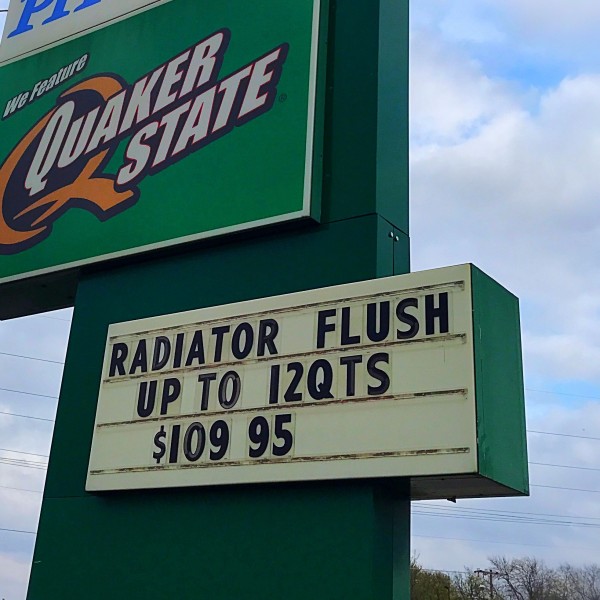 We Feature
QUAKER
STATE
RADIATOR FLUSH
UP TO 12QTS
$109 95